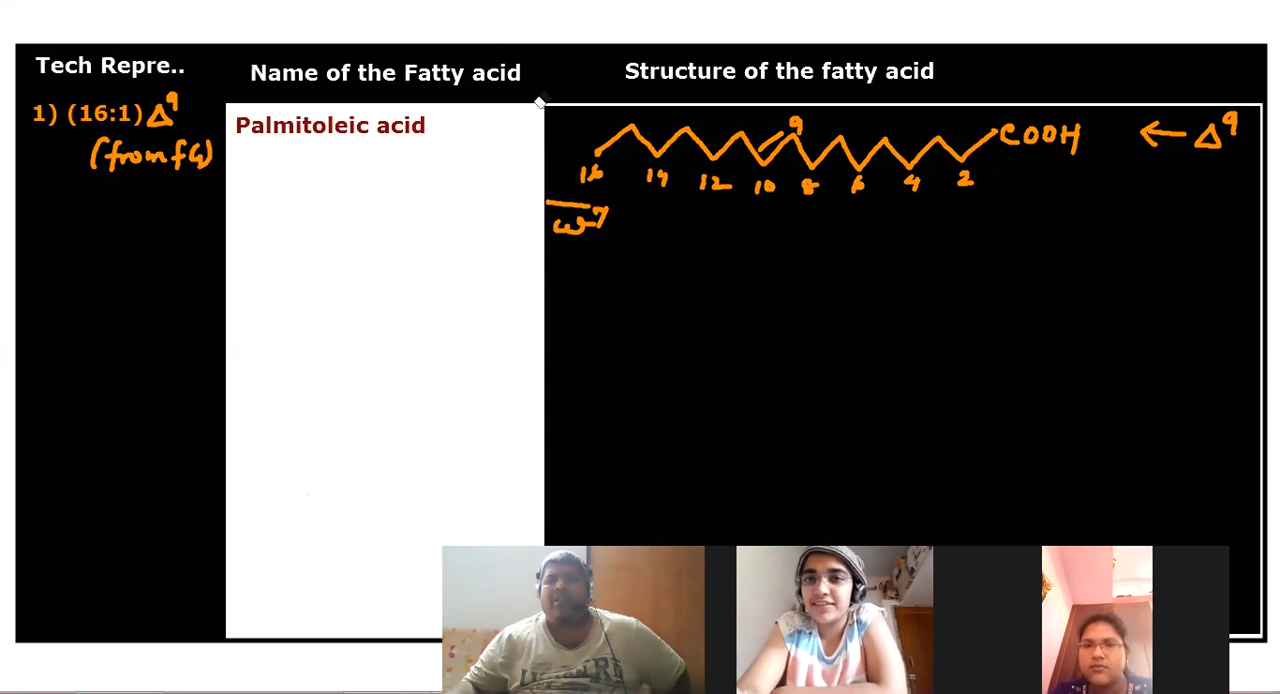 Tech Repre..
Name of the Fatty acid
Structure of the fatty acid
1) (16:1) Δ⁹
(from
Palmitoleic acid
9
COOH ← Δ⁹
16 14 12 10 8 6 4 2
ω-7